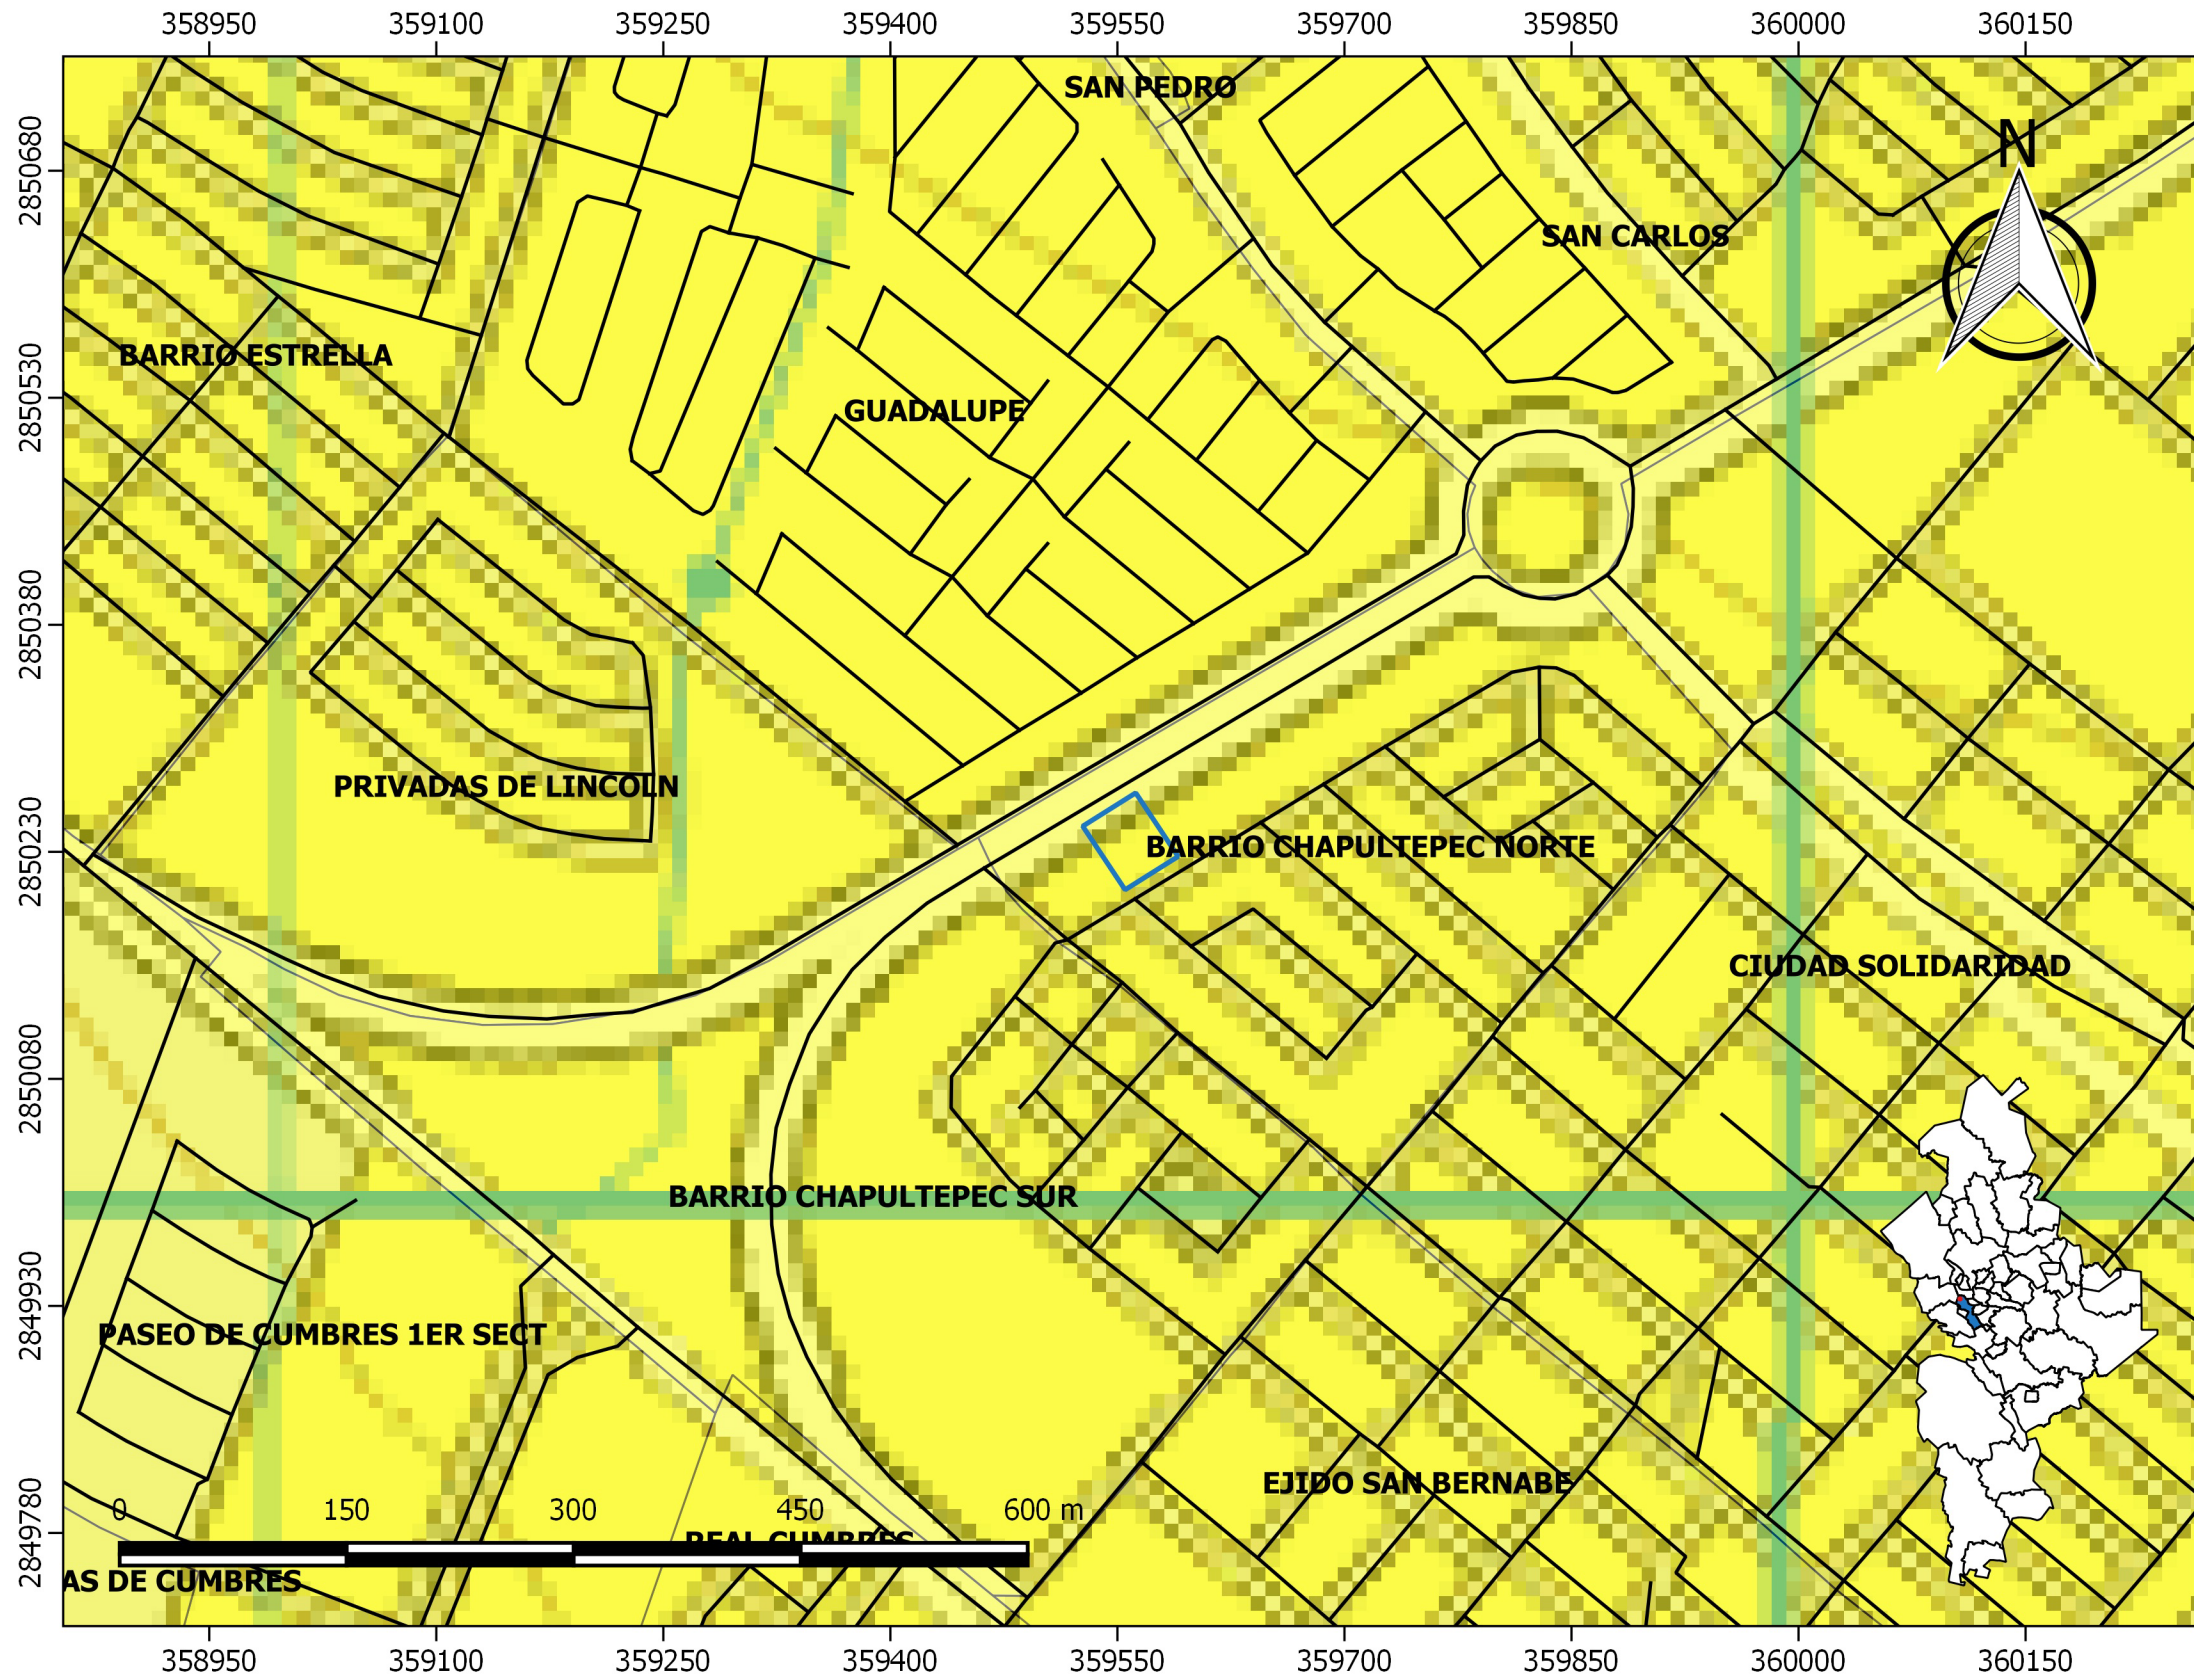 358950 359100 359250 359400 359550 359700 359850 360000 360150
SAN PEDRO
N
2850680
SAN CARLOS
BARRIO ESTRELLA
2850530
GUADALUPE
2850380
PRIVADAS DE LINCOLN
2850230
BARRIO CHAPULTEPEC NORTE
CIUDAD SOLIDARIDAD
2850080
BARRIO CHAPULTEPEC SUR
2849930
PASEO DE CUMBRES 1ER SECT
EJIDO SAN BERNABE
2849780
0 150 300 450 600 m
REAL CUMBRES
AS DE CUMBRES
358950 359100 359250 359400 359550 359700 359850 360000 360150